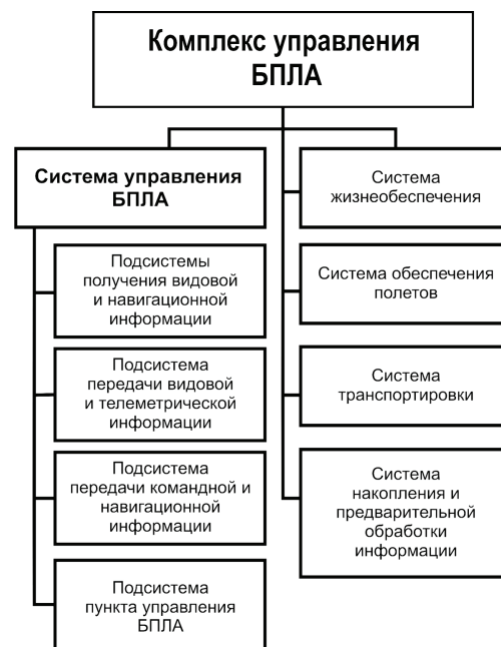 Комплекс управления
БПЛА
Система управления
БПЛА
Подсистемы
получения видовой
и навигационной
информации
Подсистема
передачи видовой
и телеметрической
информации
Подсистема
передачи командной и
навигационной
информации
Подсистема
пункта управления
БПЛА
Система
жизнеобеспечения
Система обеспечения
полетов
Система
транспортировки
Система
накопления и
предварительной
обработки
информации